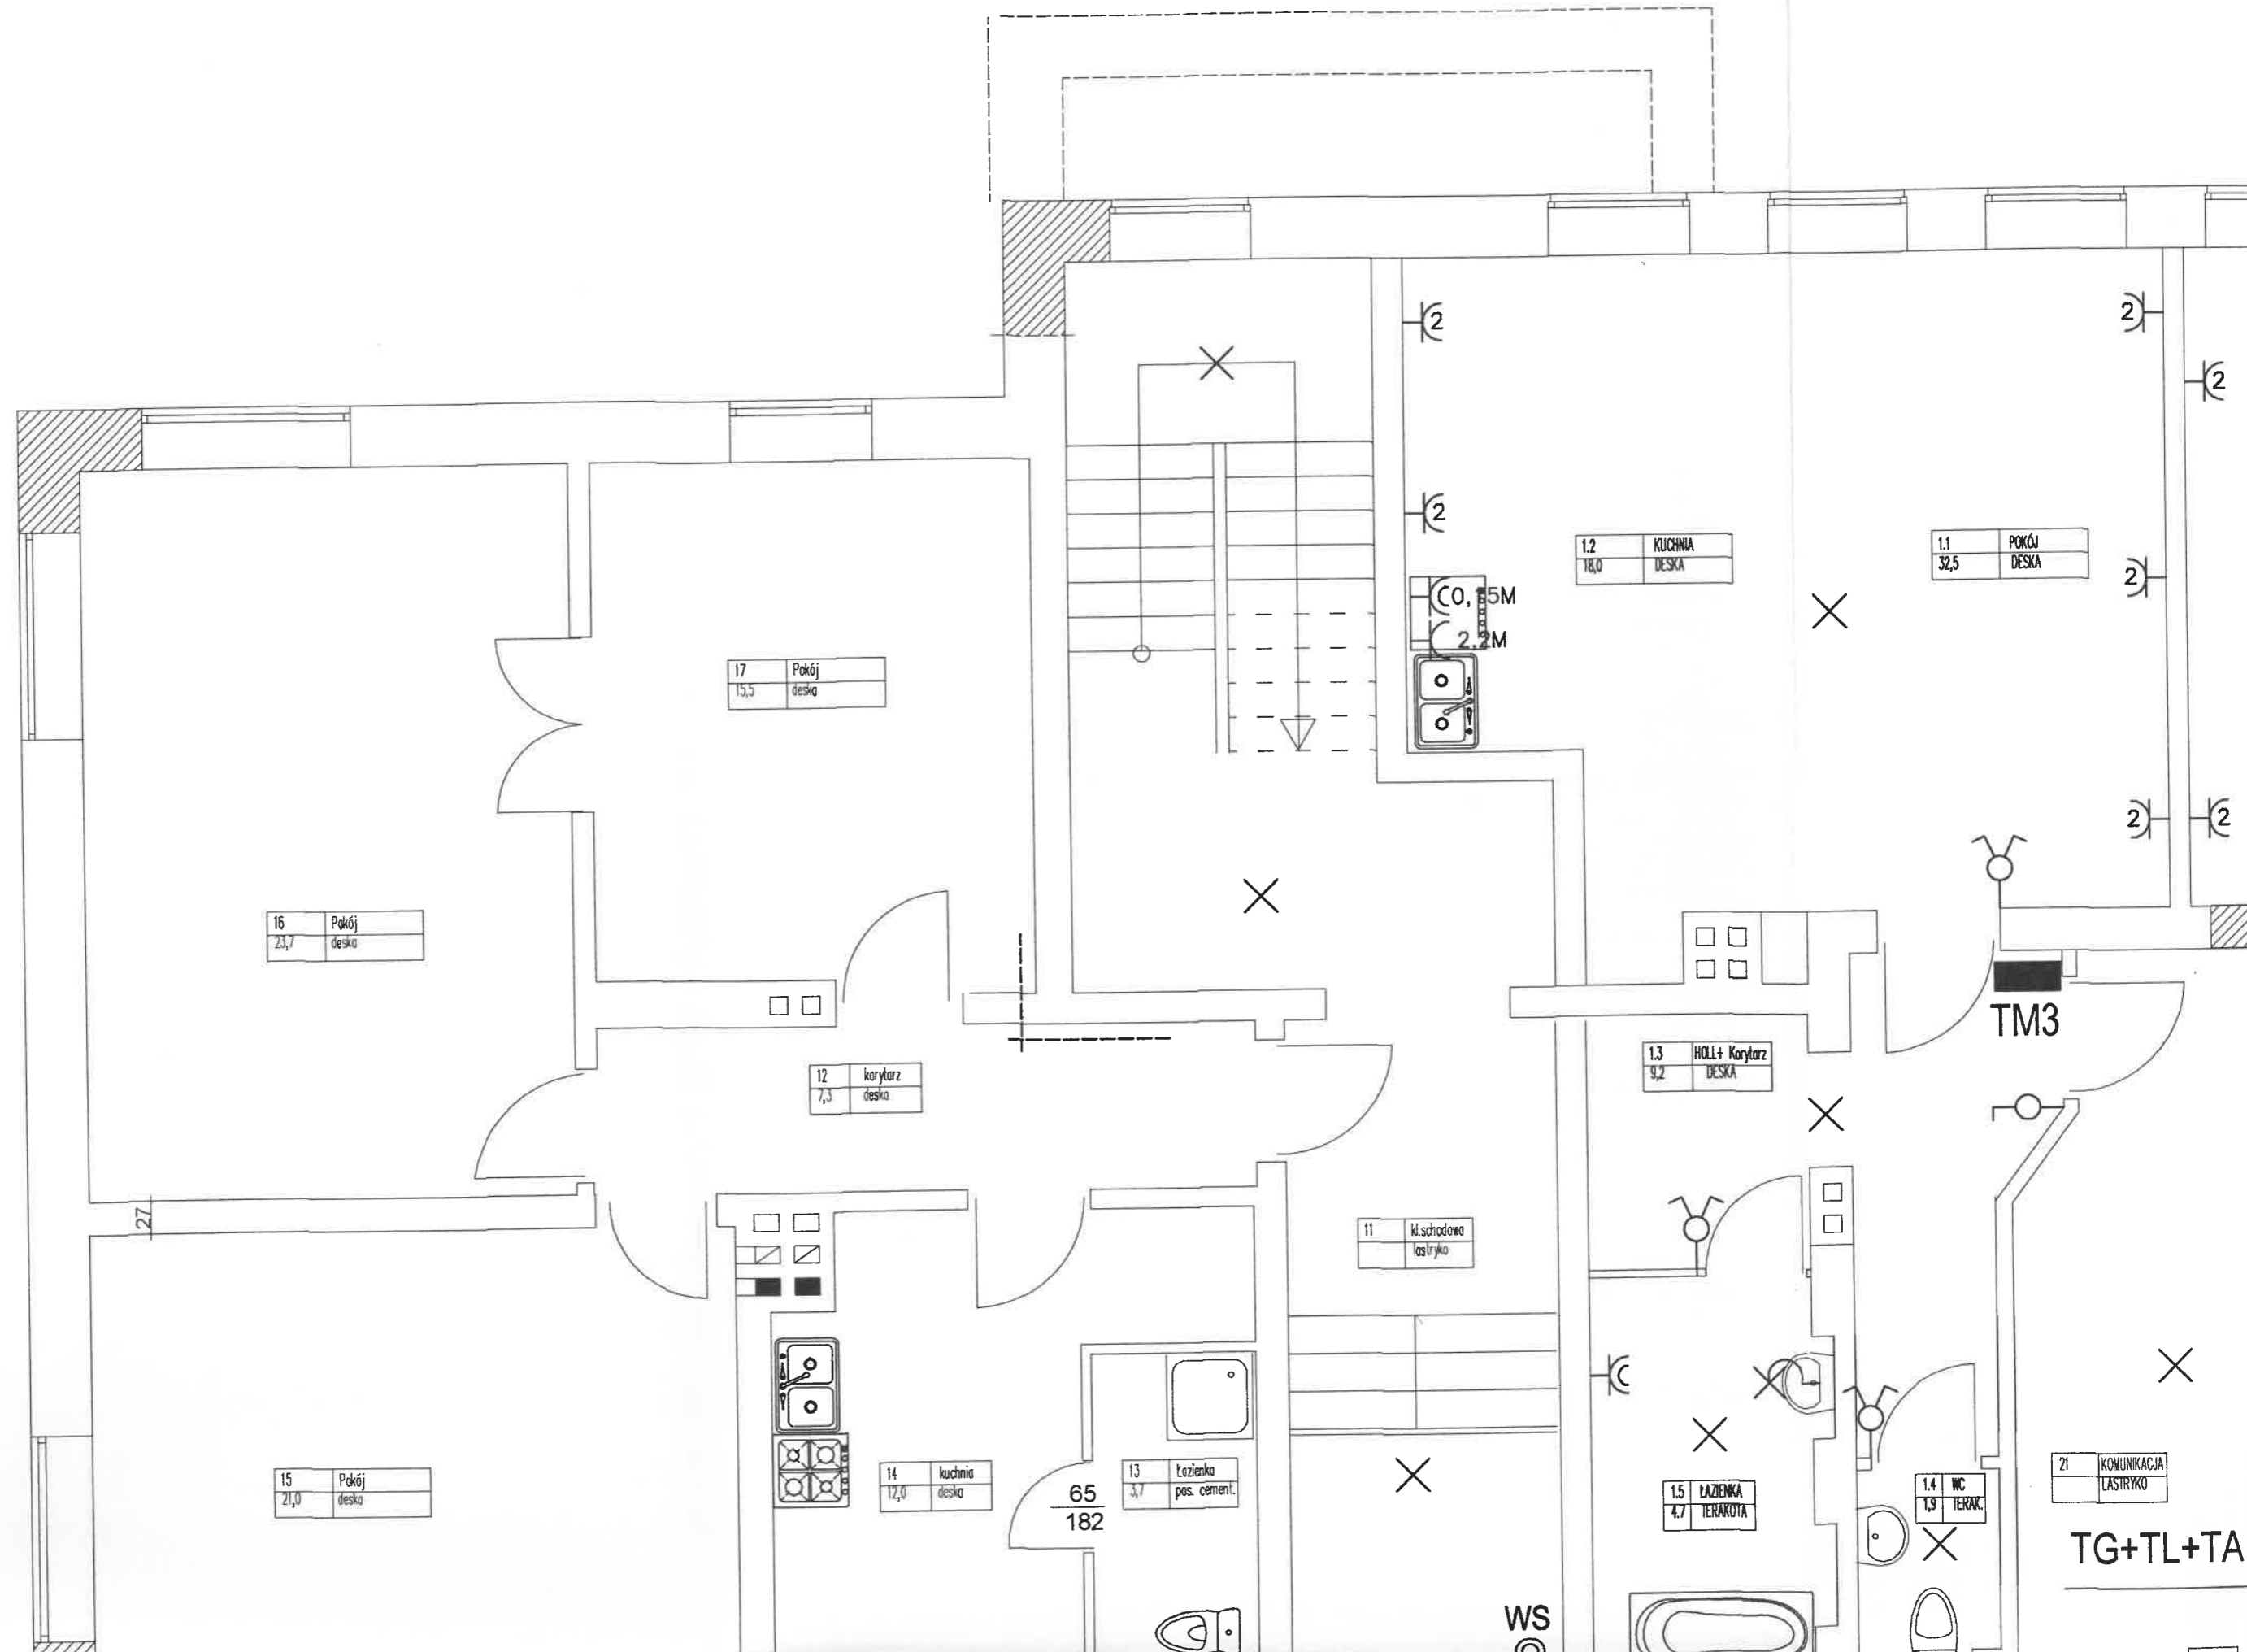 2
2
2
2
1.2 KUCHNIA
18,0 DESKA
1.1 POKÓJ
32,5 DESKA
2
2.2M
17 Pokój
15,5 deska
2
2
16 Pokój
23,7 deska
TM3
1.3 HOLL+ Korytarz
9,2 DESKA
12 korytarz
7,3 deska
27
11 kl.schodowa
lastryko
15 Pokój
21,0 deska
14 kuchnia
12,0 deska
13 Łazienka
3,7 pos. cement.
65
182
1.5 ŁAZIENKA
4.7 TERAKOTA
1.4 WC
1,9 TERAK.
21 KOMUNIKACJA
LASTRYKO
TG+TL+TA
WS